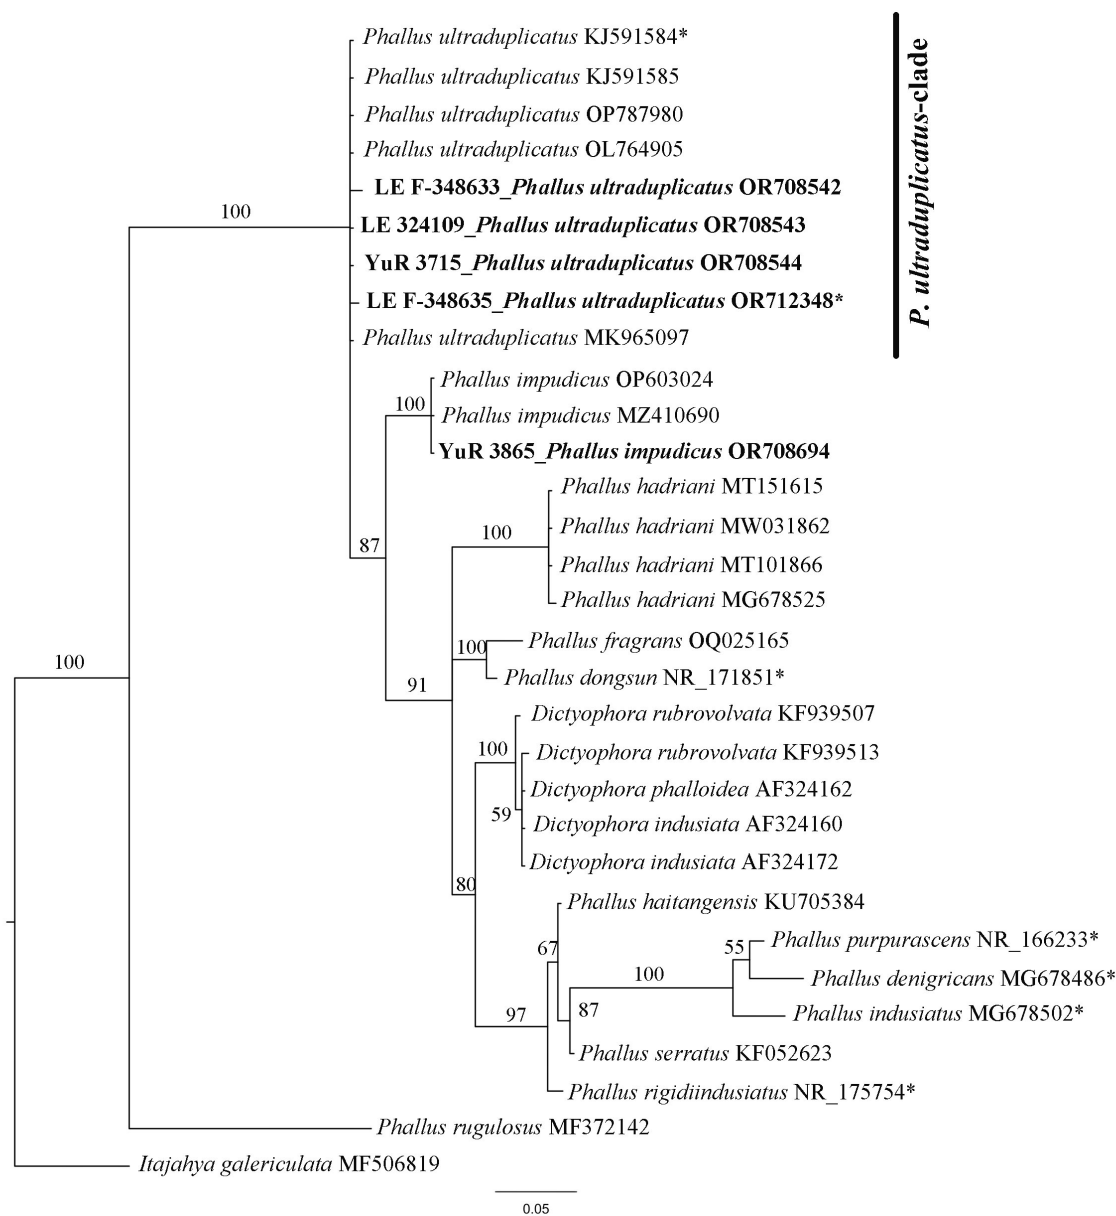 Phallus ultraduplicatus KJ591584*
Phallus ultraduplicatus KJ591585
Phallus ultraduplicatus OP787980
Phallus ultraduplicatus OL764905
LE F-348633_Phallus ultraduplicatus OR708542
100
LE 324109_Phallus ultraduplicatus OR708543
YuR 3715_Phallus ultraduplicatus OR708544
LE F-348635_Phallus ultraduplicatus OR712348*
Phallus ultraduplicatus MK965097
P. ultraduplicatus-clade
Phallus impudicus OP603024
100
Phallus impudicus MZ410690
YuR 3865_Phallus impudicus OR708694
Phallus hadriani MT151615
Phallus hadriani MW031862
100
87
Phallus hadriani MT101866
Phallus hadriani MG678525
Phallus fragrans OQ025165
100
100
Phallus dongsun NR_171851*
91
Dictyophora rubrovolvata KF939507
100
Dictyophora rubrovolvata KF939513
Dictyophora phalloidea AF324162
59
Dictyophora indusiata AF324160
Dictyophora indusiata AF324172
80
Phallus haitangensis KU705384
67
55
Phallus purpurascens NR_166233*
100
Phallus denigricans MG678486*
97
87
Phallus indusiatus MG678502*
Phallus serratus KF052623
Phallus rigidiindusiatus NR_175754*
Phallus rugulosus MF372142
Itajahya galericulata MF506819
0.05